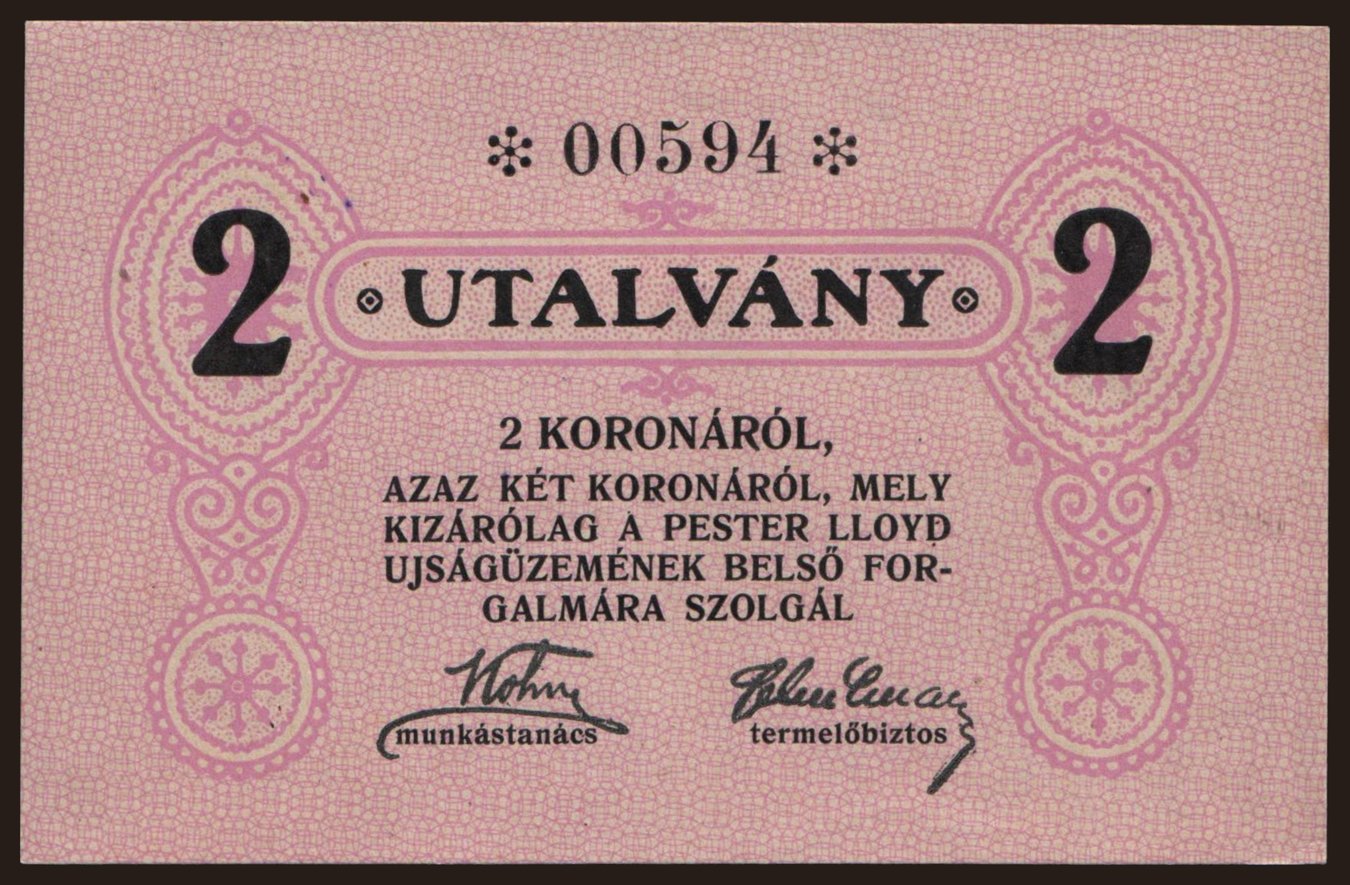 * 00594 *
2 UTALVÁNY 2
2 KORONÁRÓL,
AZAZ KÉT KORONÁRÓL, MELY
KIZÁRÓLAG A PESTER LLOYD
UJSÁGÜZEMÉNEK BELSŐ FOR-
GALMÁRA SZOLGÁL
munkástanács termelőbiztos